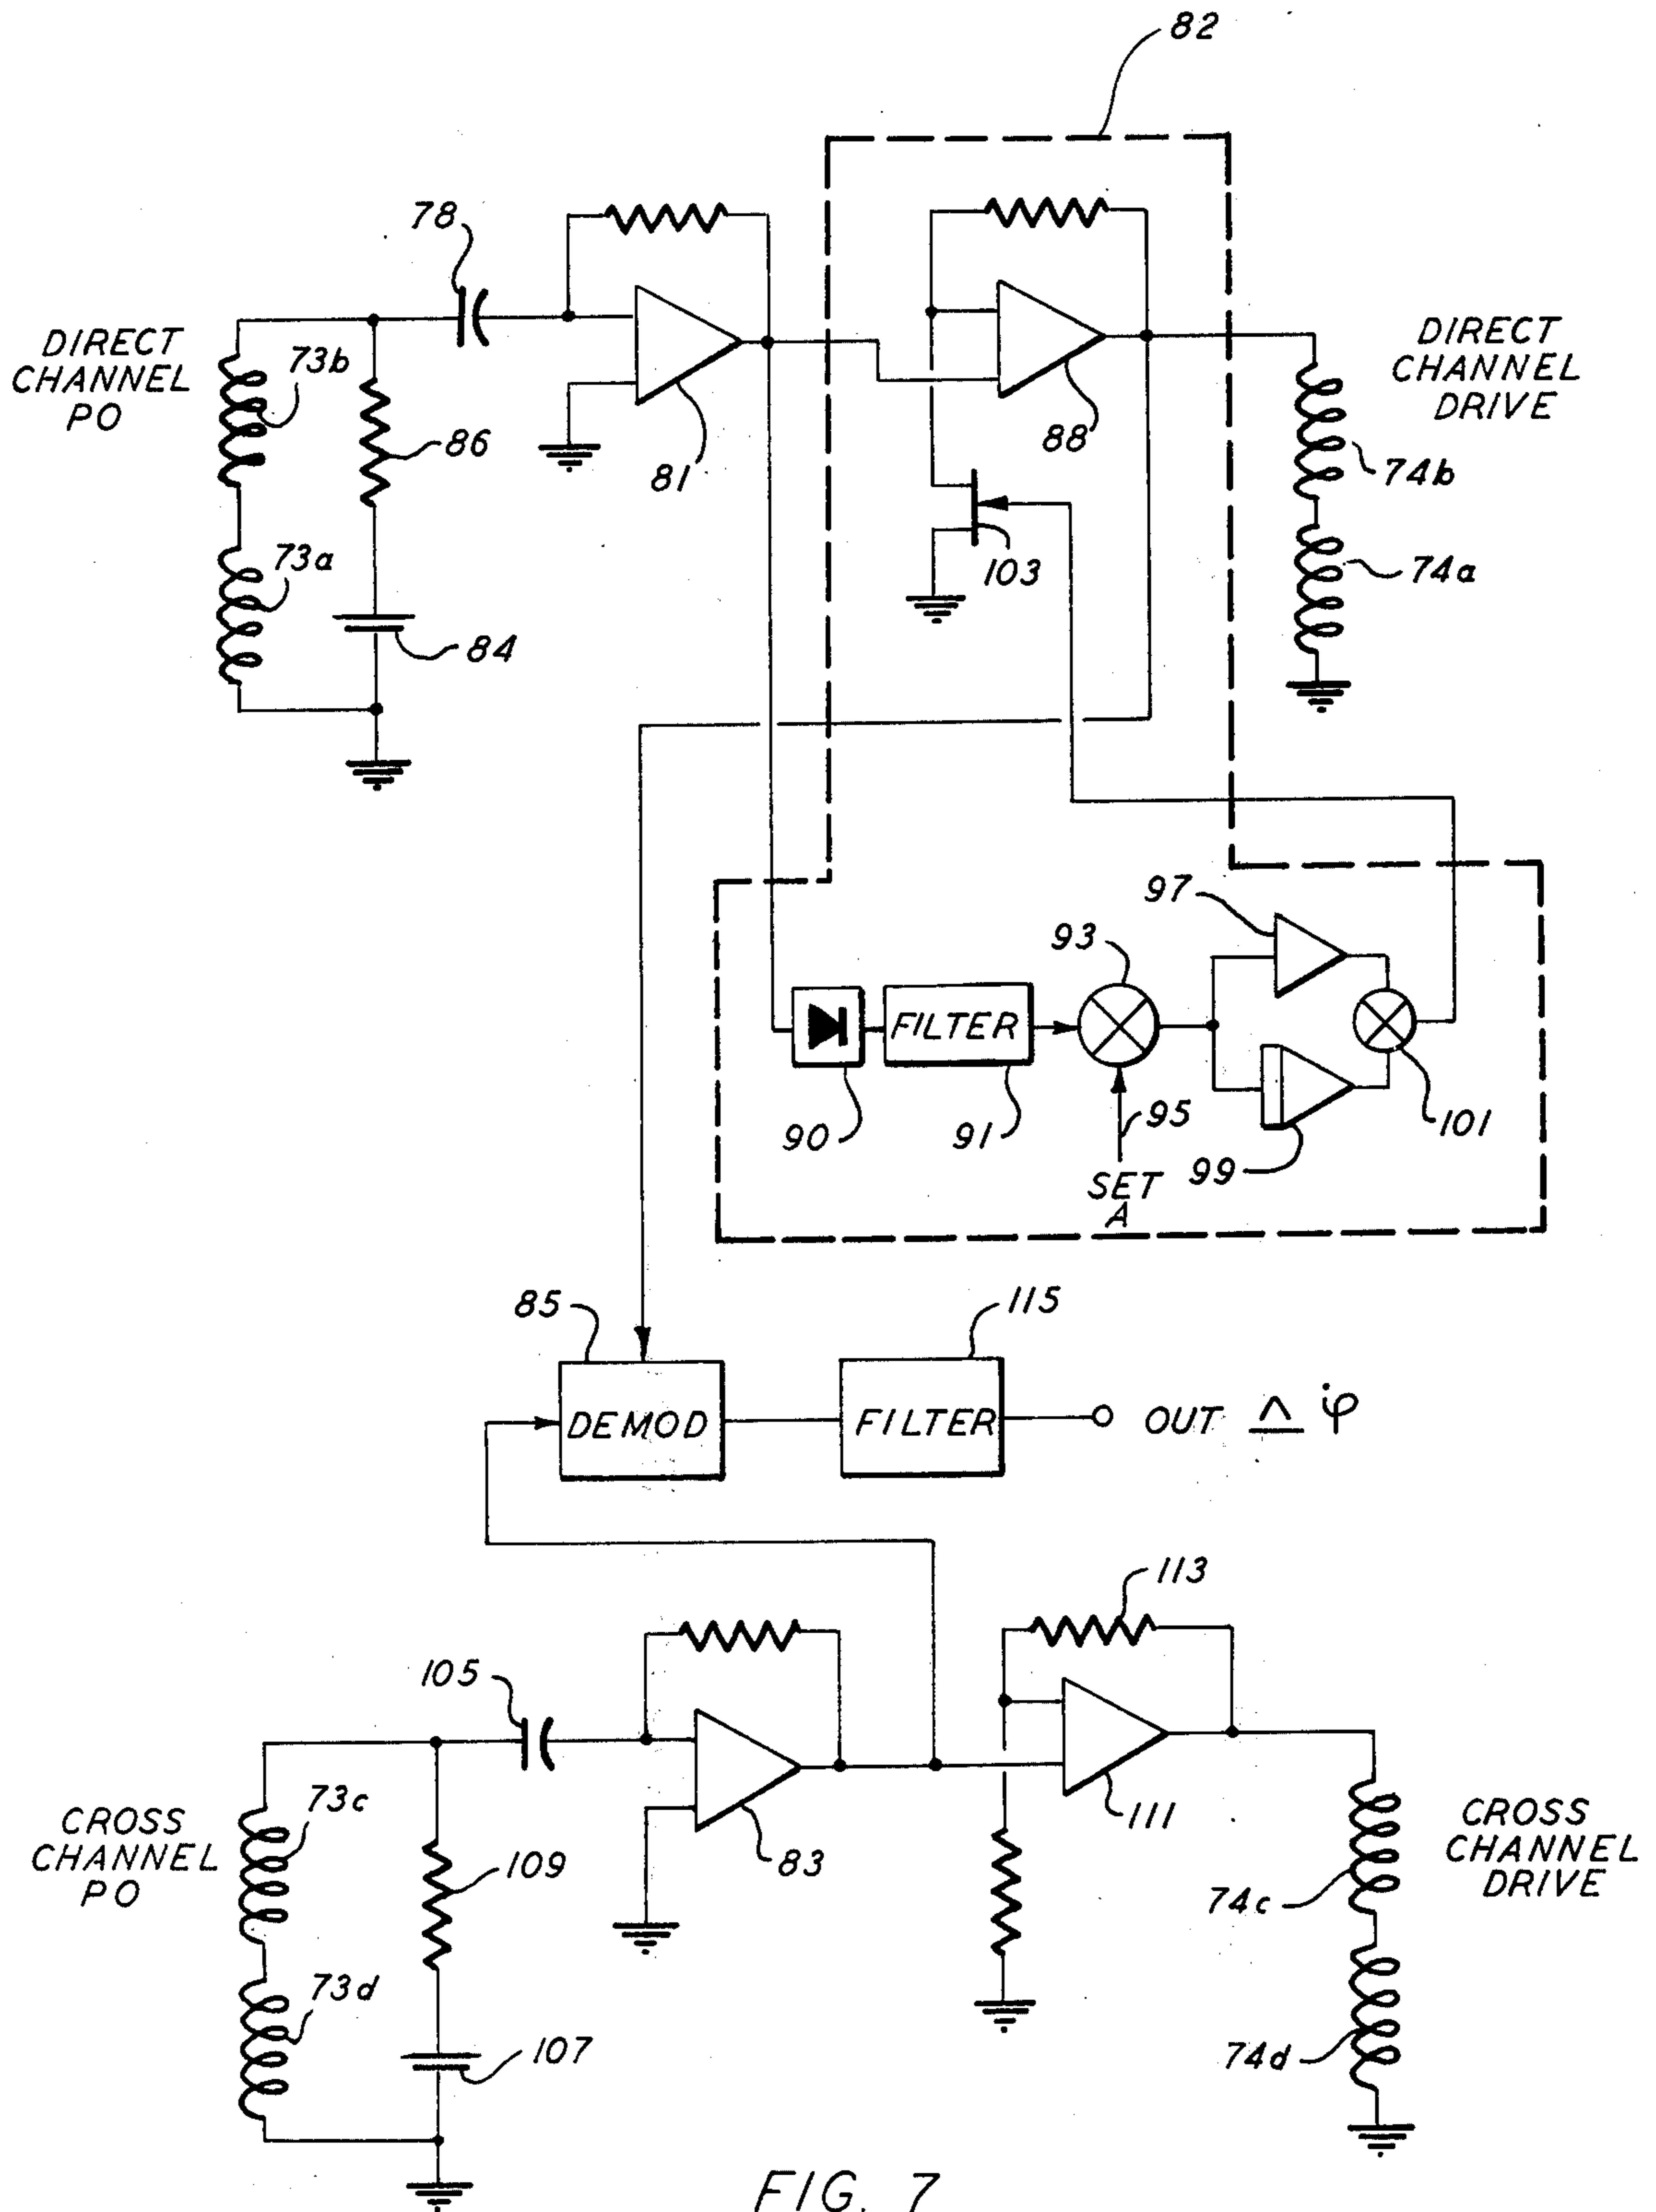 82
78
DIRECT
CHANNEL
PO
73b
86
81
88
DIRECT
CHANNEL
DRIVE
74b
73a
103
74a
84
97
93
FILTER
90
91
95
99
101
SET
A
85
115
DEMOD
FILTER
OUT ≙ φ̇
113
105
73c
CROSS
CHANNEL
PO
109
83
111
CROSS
CHANNEL
DRIVE
74c
73d
107
74d
FIG. 7